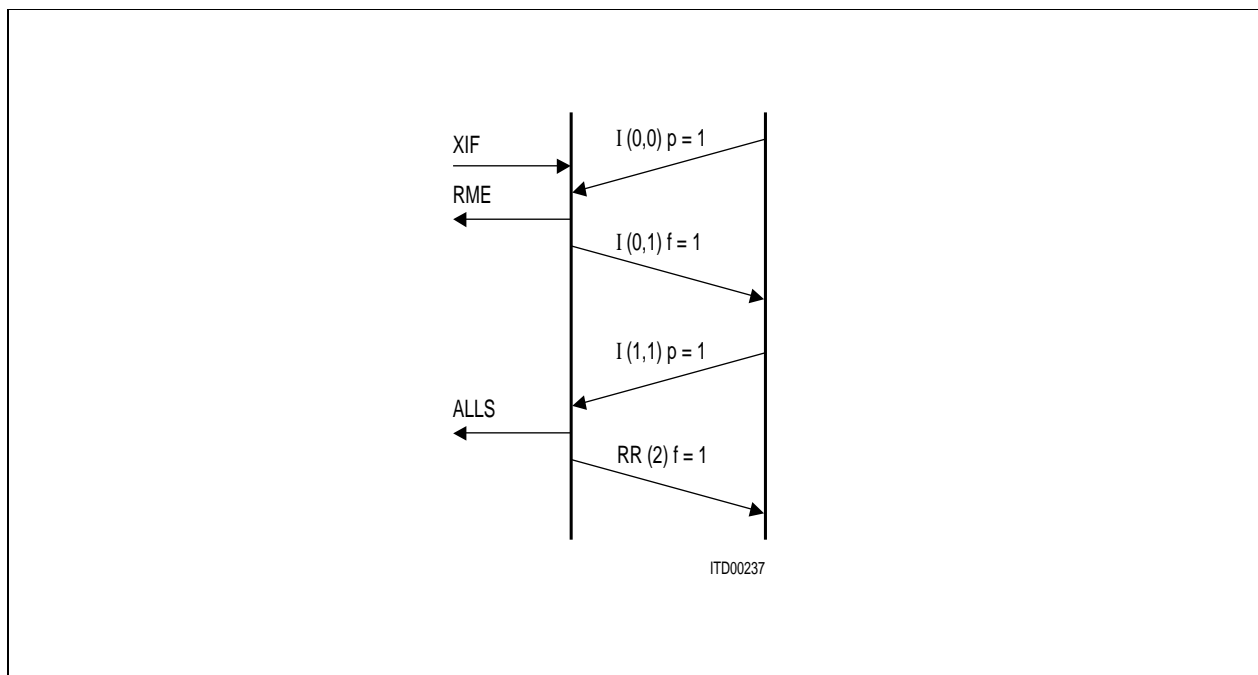 XIF
I (0,0) p = 1
RME
I (0,1) f = 1
I (1,1) p = 1
ALLS
RR (2) f = 1
ITD00237